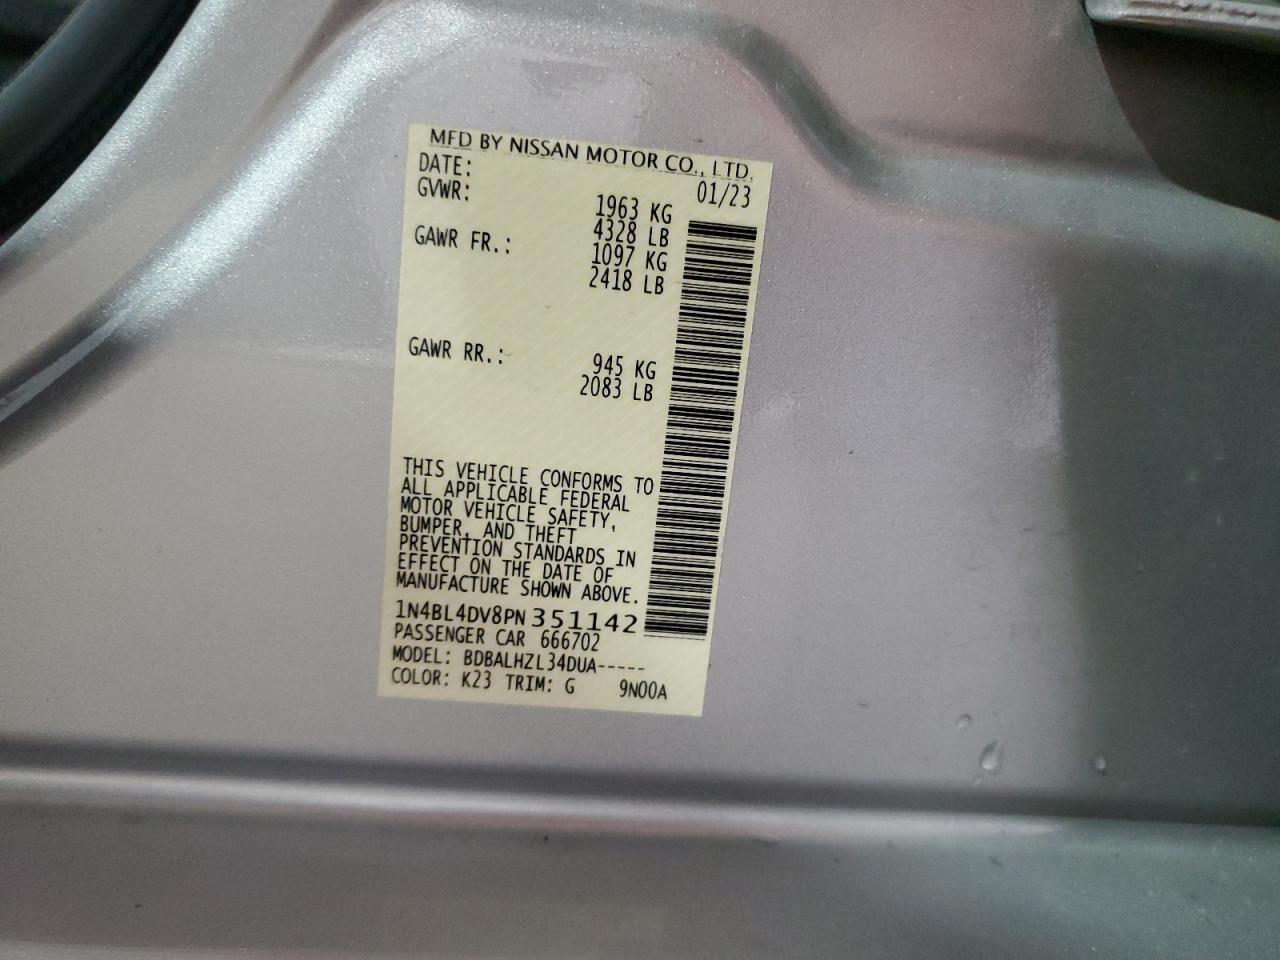 MFD BY NISSAN MOTOR CO., LTD.
DATE: 01/23
GVWR: 1963 KG
4328 LB
GAWR FR.: 1097 KG
2418 LB
GAWR RR.: 945 KG
2083 LB
THIS VEHICLE CONFORMS TO
ALL APPLICABLE FEDERAL
MOTOR VEHICLE SAFETY,
BUMPER, AND THEFT
PREVENTION STANDARDS IN
EFFECT ON THE DATE OF
MANUFACTURE SHOWN ABOVE.
1N4BL4DV8PN351142
PASSENGER CAR 666702
MODEL: BDBALHZL34DUA-----
COLOR: K23 TRIM: G 9N00A